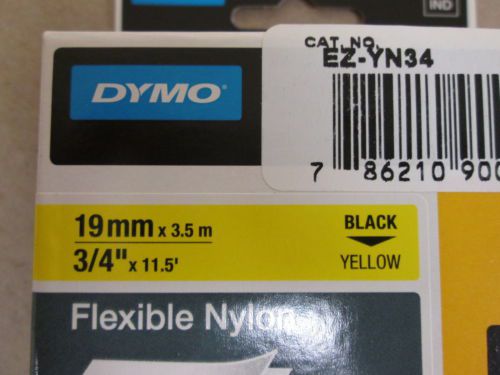 IND
CAT. NO.
EZ-YN34
DYMO®
7 86210 900
19mm x 3.5 m
3/4" x 11.5'
BLACK
YELLOW
Flexible Nylon